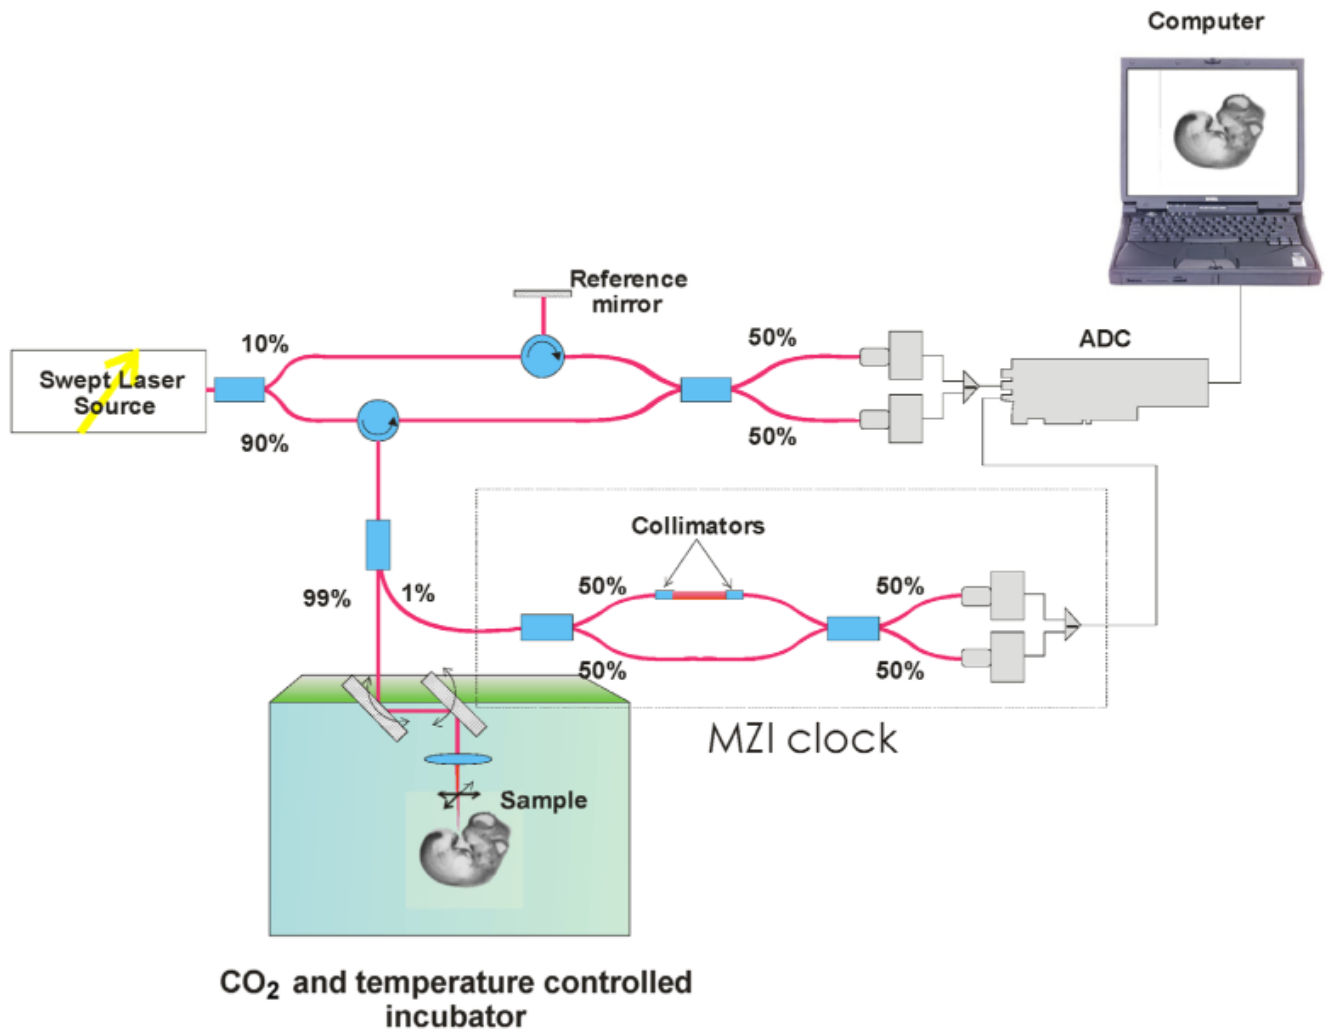 Computer
Reference
mirror
10%
50%
ADC
Swept Laser
Source
90%
50%
Collimators
99%
1%
50%
50%
50%
50%
MZI clock
Sample
CO2 and temperature controlled
incubator